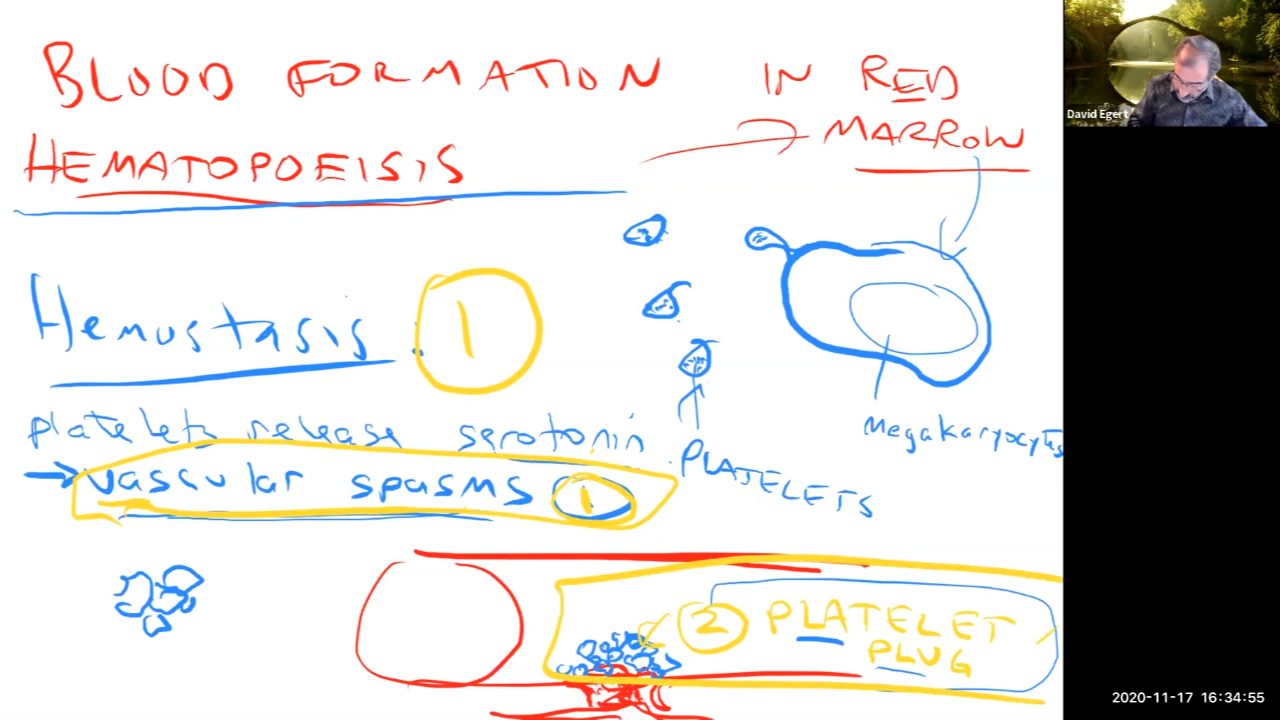 BLOOD FORMATION IN RED
HEMATOPOEISIS → MARROW
David Egert
Hemostasis : 1
Megakaryocytes
platelets release serotonin
PLATELETS
→ vascular spasms 1
2 PLATELET
PLUG
2020-11-17 16:34:55